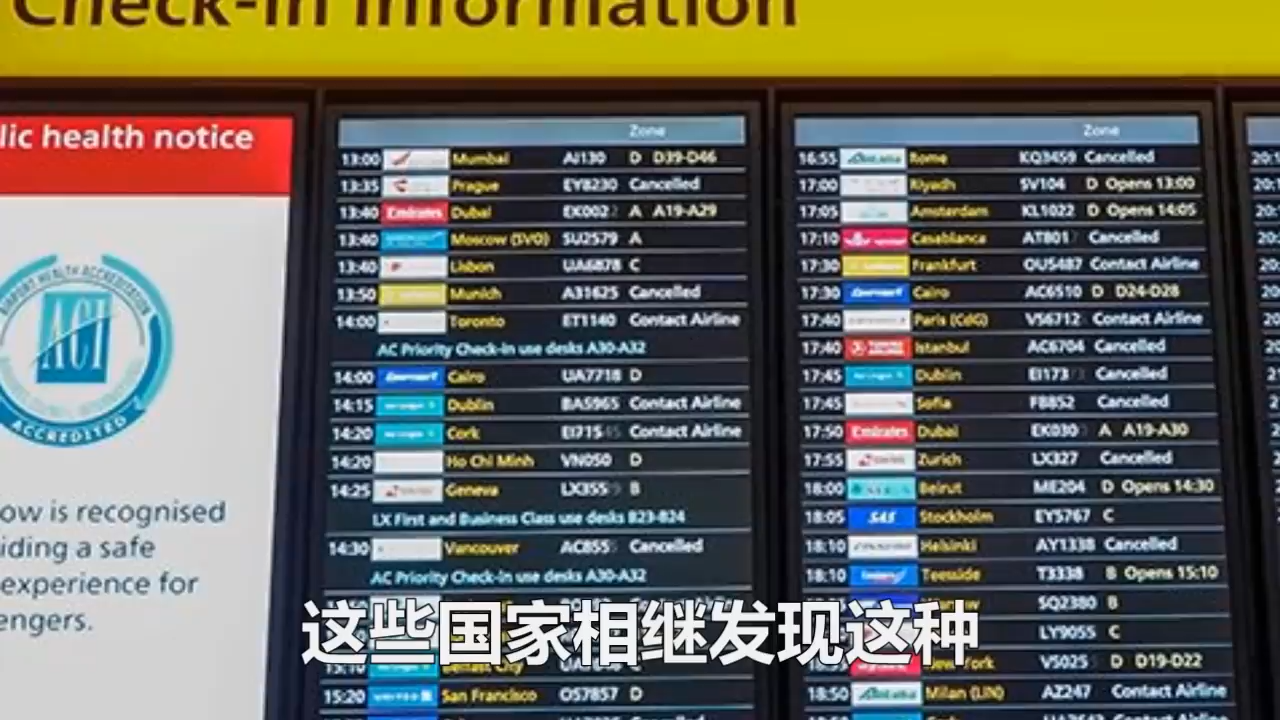 Check-in information
lic health notice
AIRPORT HEALTH ACCREDITATION
ACI
ACCREDITED
ow is recognised
iding a safe
experience for
engers.
Zone
13:00 Mumbai AI130 D D39-D46
13:35 Prague EY8230 Cancelled
13:40 Emirates Dubai EK002 A A19-A29
13:40 Moscow (SVO) SU2579 A
13:40 Lisbon UA6878 C
13:50 Munich A31625 Cancelled
14:00 Toronto ET1140 Contact Airline
AC Priority Check-in use desks A30-A32
14:00 Cairo UA7718 D
14:15 Dublin BA5965 Contact Airline
14:20 Cork EI715 Contact Airline
14:20 Ho Chi Minh VN050 D
14:25 Geneva LX355 B
LX First and Business Class use desks B23-B24
14:30 Vancouver AC855 Cancelled
AC Priority Check-in use desks A30-A32
15:10 Belfast City
15:20 UNITED San Francisco OS7857 D
Zone
16:55 Alitalia Rome KQ3459 Cancelled
17:00 Riyadh SV104 D Opens 13:00
17:05 Amsterdam KL1022 D Opens 14:05
17:10 Casablanca AT801 Cancelled
17:30 Frankfurt OU5487 Contact Airline
17:30 Cairo AC6510 D D24-D28
17:40 Paris (CdG) VS6712 Contact Airline
17:40 Istanbul AC6704 Cancelled
17:45 Dublin EI173 Cancelled
17:45 Sofia FB852 Cancelled
17:50 Emirates Dubai EK030 A A19-A30
17:55 Zurich LX327 Cancelled
18:00 Beirut ME204 D Opens 14:30
18:05 SAS Stockholm EY5767 C
18:10 Helsinki AY1338 Cancelled
18:10 Teesside T3338 B Opens 15:10
SQ2380 B
LY9055 C
New York VS025 D D19-D22
18:50 Alitalia Milan (LIN) AZ247 Contact Airline
这些国家相继发现这种